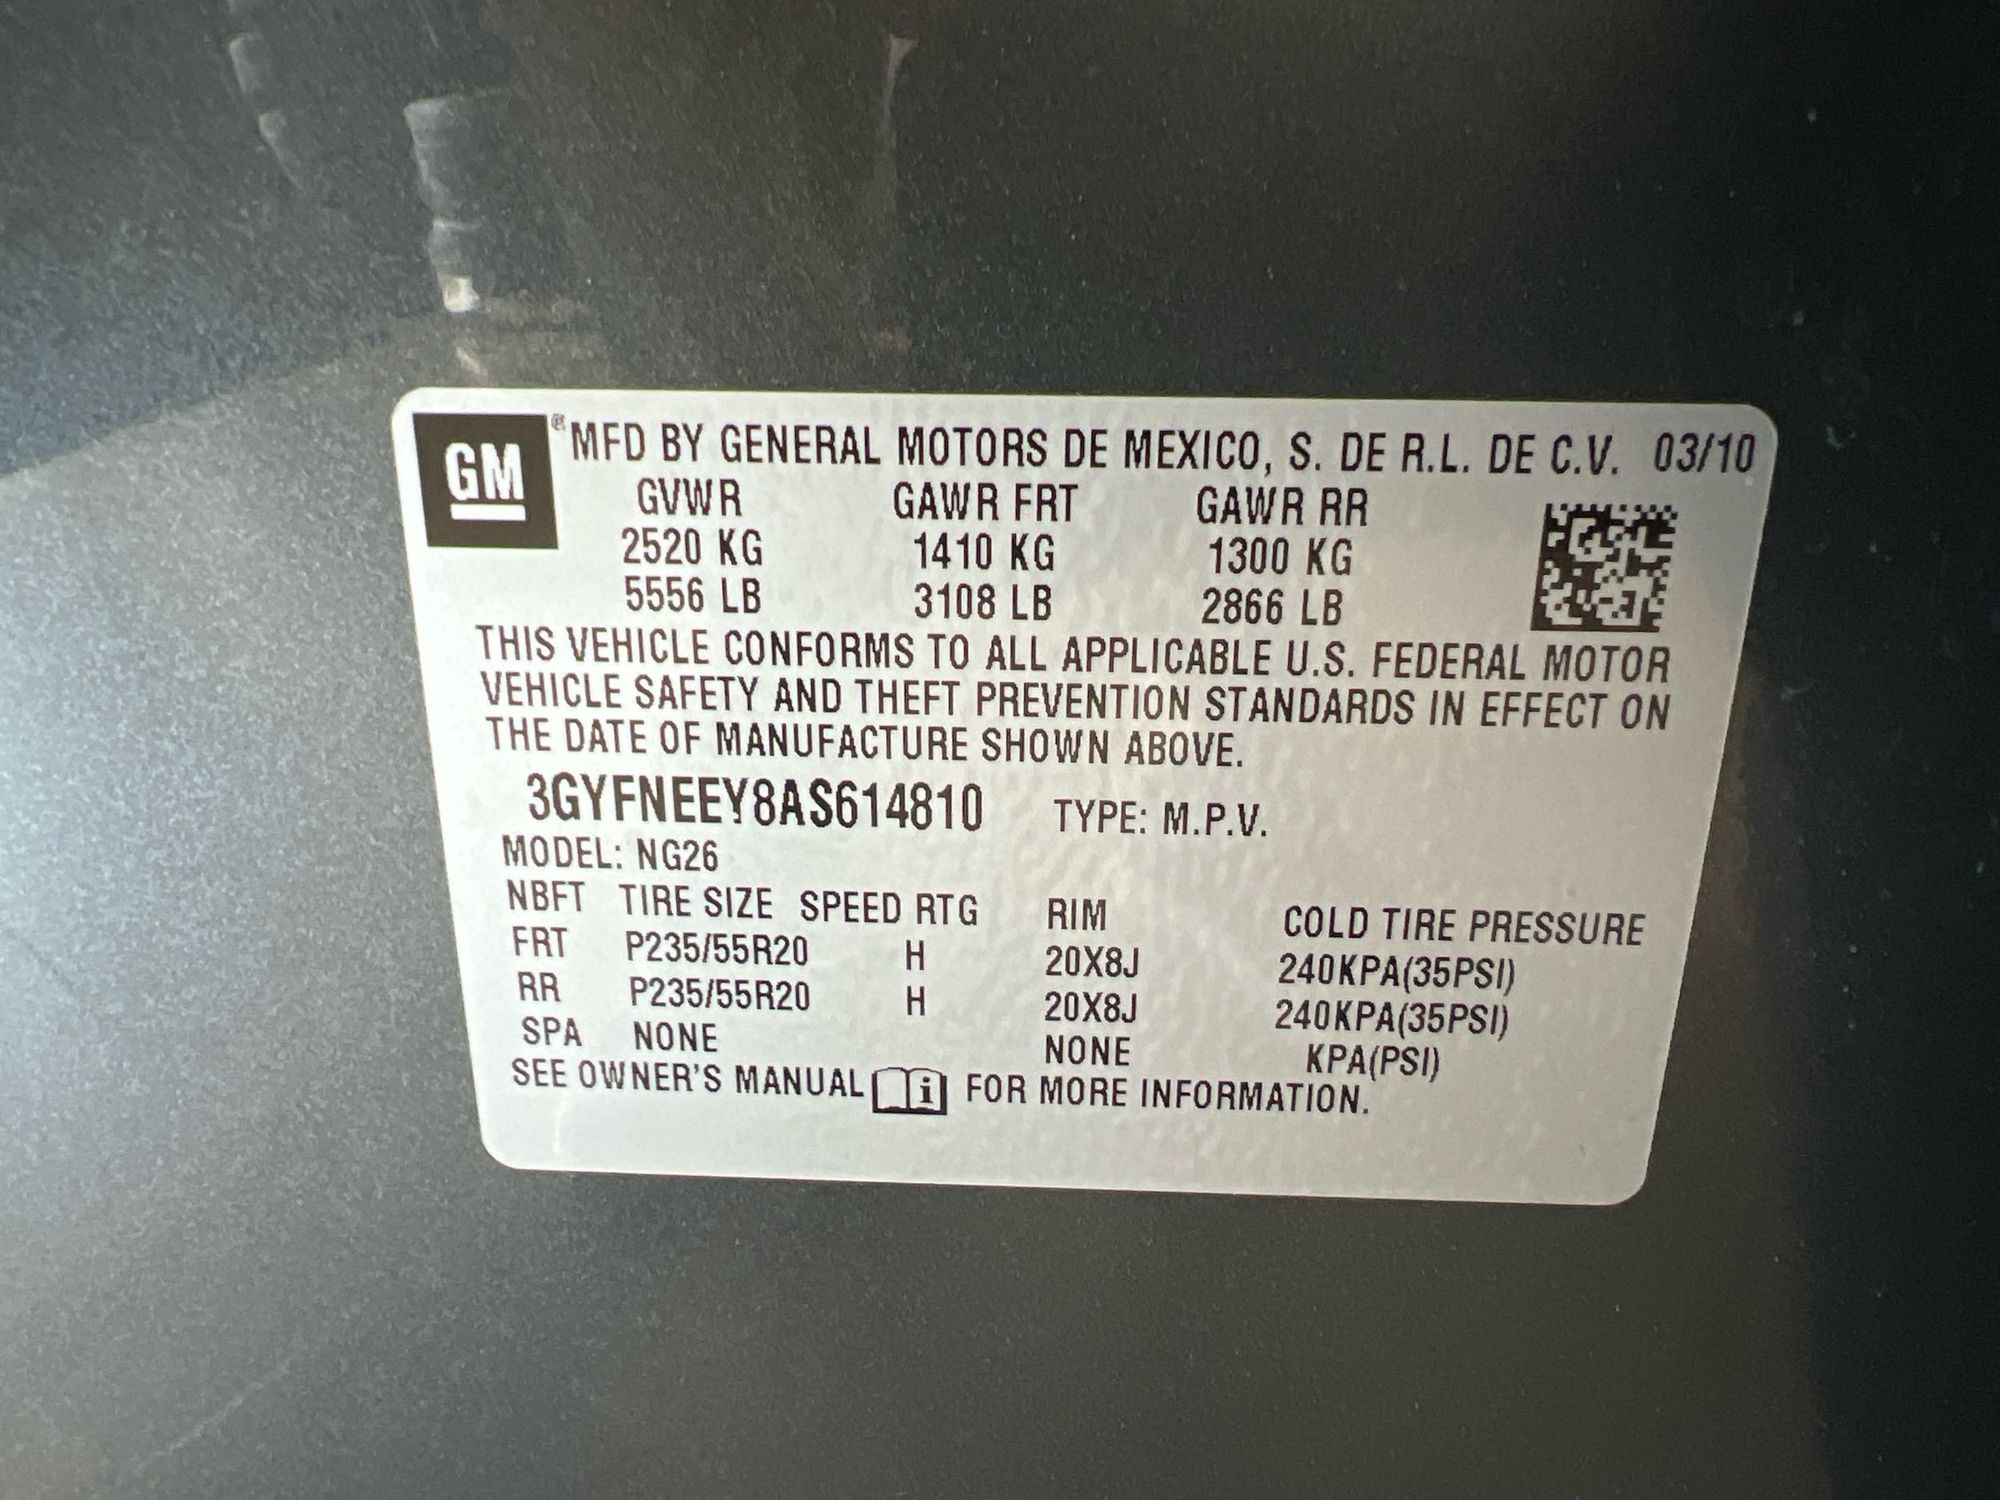 GM ® MFD BY GENERAL MOTORS DE MEXICO, S. DE R.L. DE C.V. 03/10
GVWR GAWR FRT GAWR RR
2520 KG 1410 KG 1300 KG
5556 LB 3108 LB 2866 LB
THIS VEHICLE CONFORMS TO ALL APPLICABLE U.S. FEDERAL MOTOR
VEHICLE SAFETY AND THEFT PREVENTION STANDARDS IN EFFECT ON
THE DATE OF MANUFACTURE SHOWN ABOVE.
3GYFNEEY8AS614810 TYPE: M.P.V.
MODEL: NG26
NBFT TIRE SIZE SPEED RTG RIM COLD TIRE PRESSURE
FRT P235/55R20 H 20X8J 240KPA(35PSI)
RR P235/55R20 H 20X8J 240KPA(35PSI)
SPA NONE NONE KPA(PSI)
SEE OWNER'S MANUAL i FOR MORE INFORMATION.